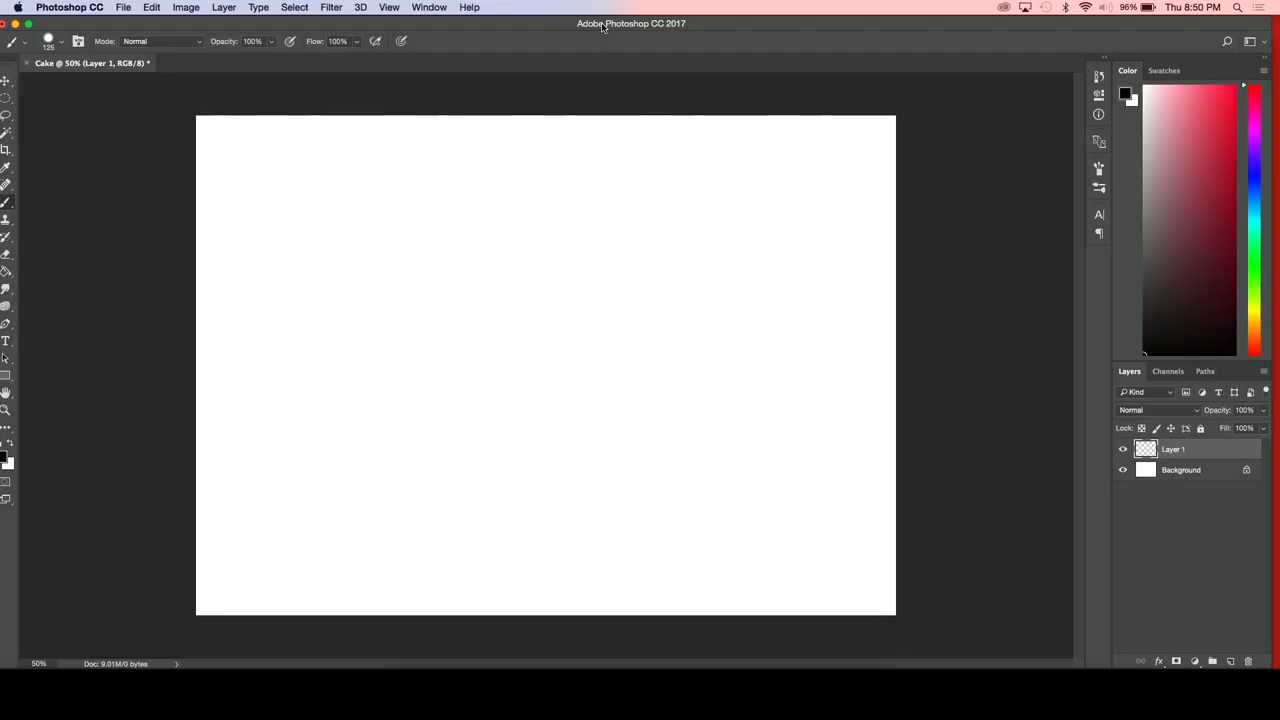 Photoshop CC File Edit Image Layer Type Select Filter 3D View Window Help 96% Thu 8:50 PM
Adobe Photoshop CC 2017
125 Mode: Normal Opacity: 100% Flow: 100%
× Cake @ 50% (Layer 1, RGB/8) *
Color Swatches
Layers Channels Paths
Kind
Normal Opacity: 100%
Lock: Fill: 100%
Layer 1
Background
50% Doc: 9.01M/0 bytes